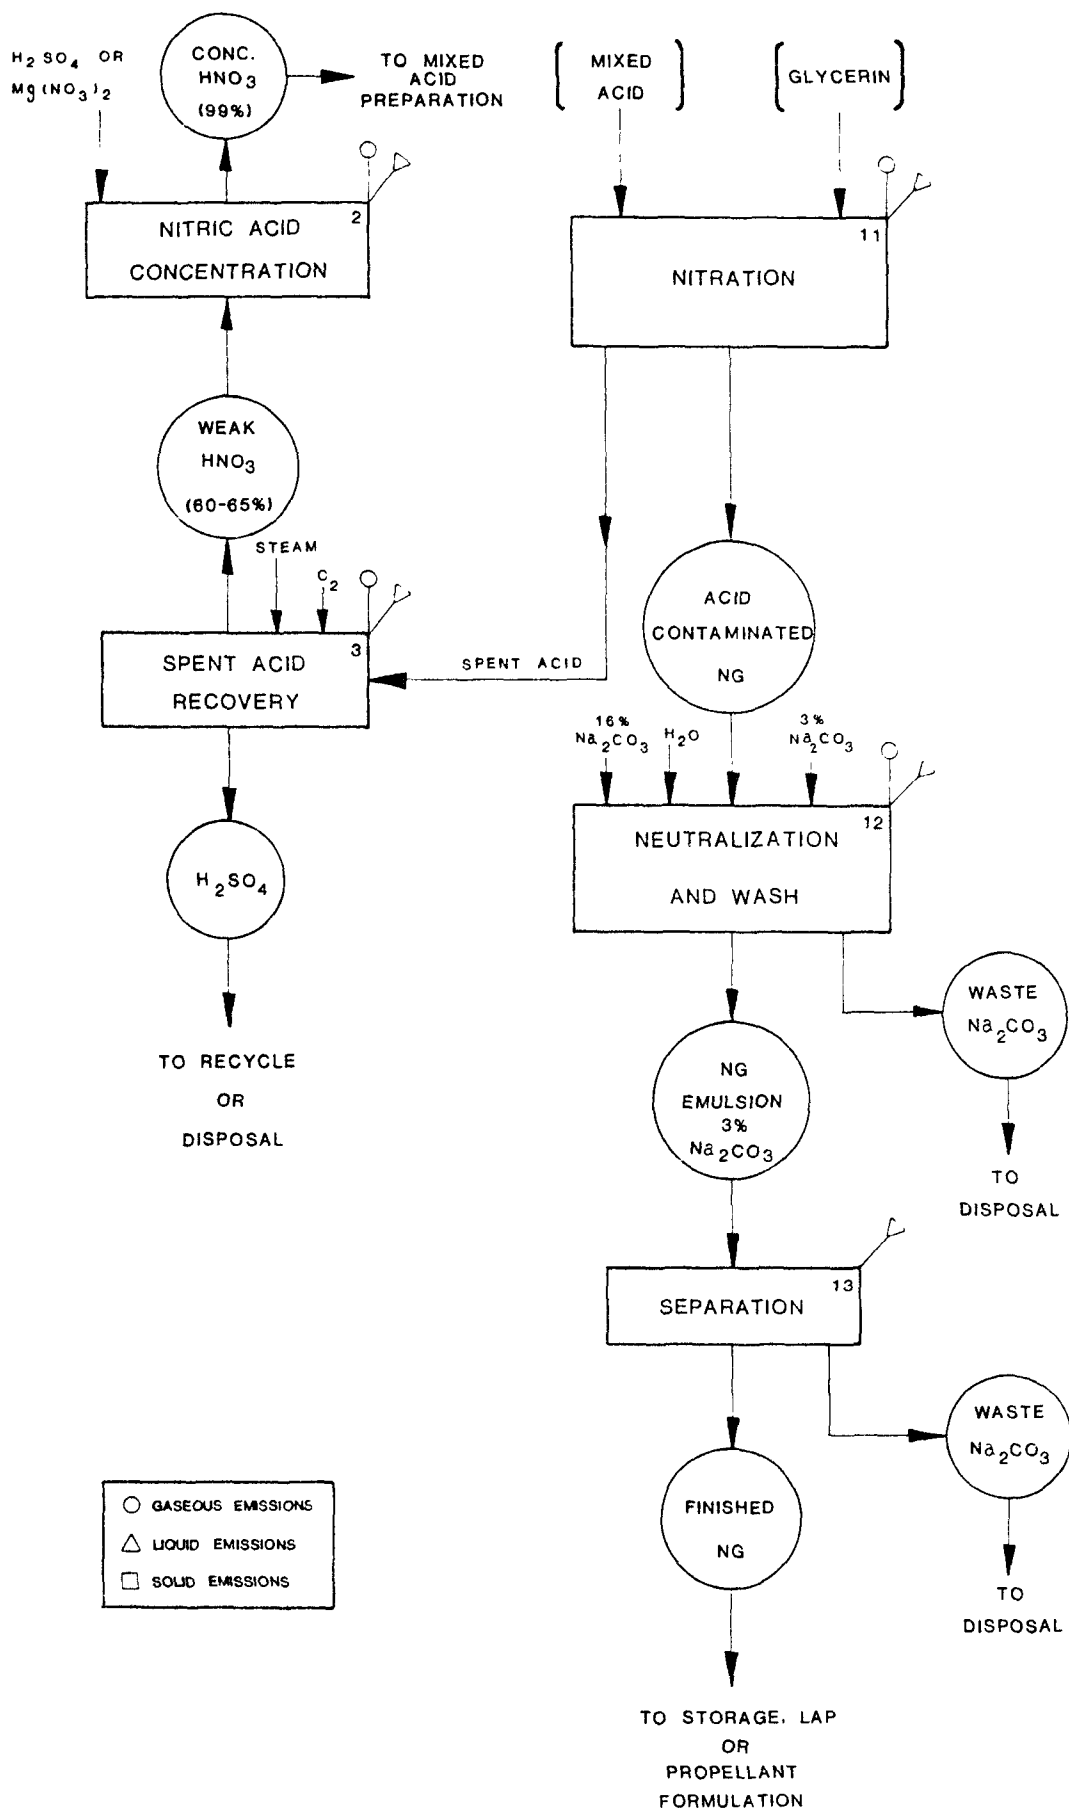 H2SO4 OR
Mg(NO3)2
CONC.
HNO3
(99%)
TO MIXED
ACID
PREPARATION
MIXED
ACID
GLYCERIN
2
NITRIC ACID
CONCENTRATION
11
NITRATION
WEAK
HNO3
(60-65%)
STEAM
C2
3
SPENT ACID
RECOVERY
SPENT ACID
ACID
CONTAMINATED
NG
16%
Na2CO3
H2O
3%
Na2CO3
12
NEUTRALIZATION
AND WASH
H2SO4
TO RECYCLE
OR
DISPOSAL
WASTE
Na2CO3
TO
DISPOSAL
NG
EMULSION
3%
Na2CO3
13
SEPARATION
WASTE
Na2CO3
TO
DISPOSAL
FINISHED
NG
GASEOUS EMISSIONS
LIQUID EMISSIONS
SOLID EMISSIONS
TO STORAGE, LAP
OR
PROPELLANT
FORMULATION